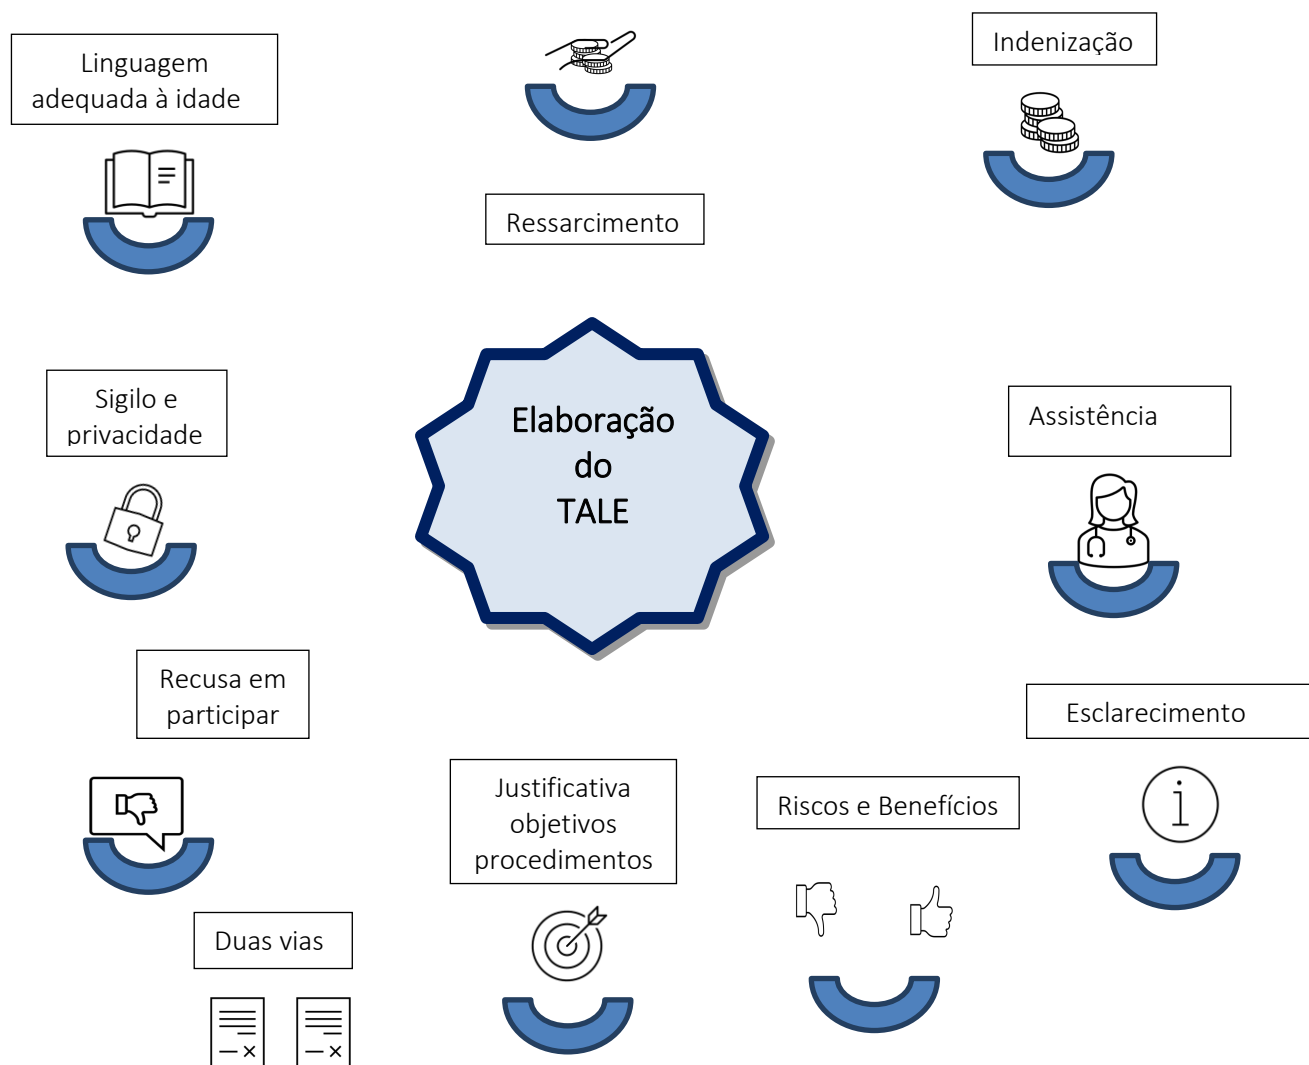 Linguagem
adequada à idade
Indenização
Ressarcimento
Elaboração
do
TALE
Sigilo e
privacidade
Assistência
Recusa em
participar
Esclarecimento
Justificativa
objetivos
procedimentos
Riscos e Benefícios
i
Duas vias